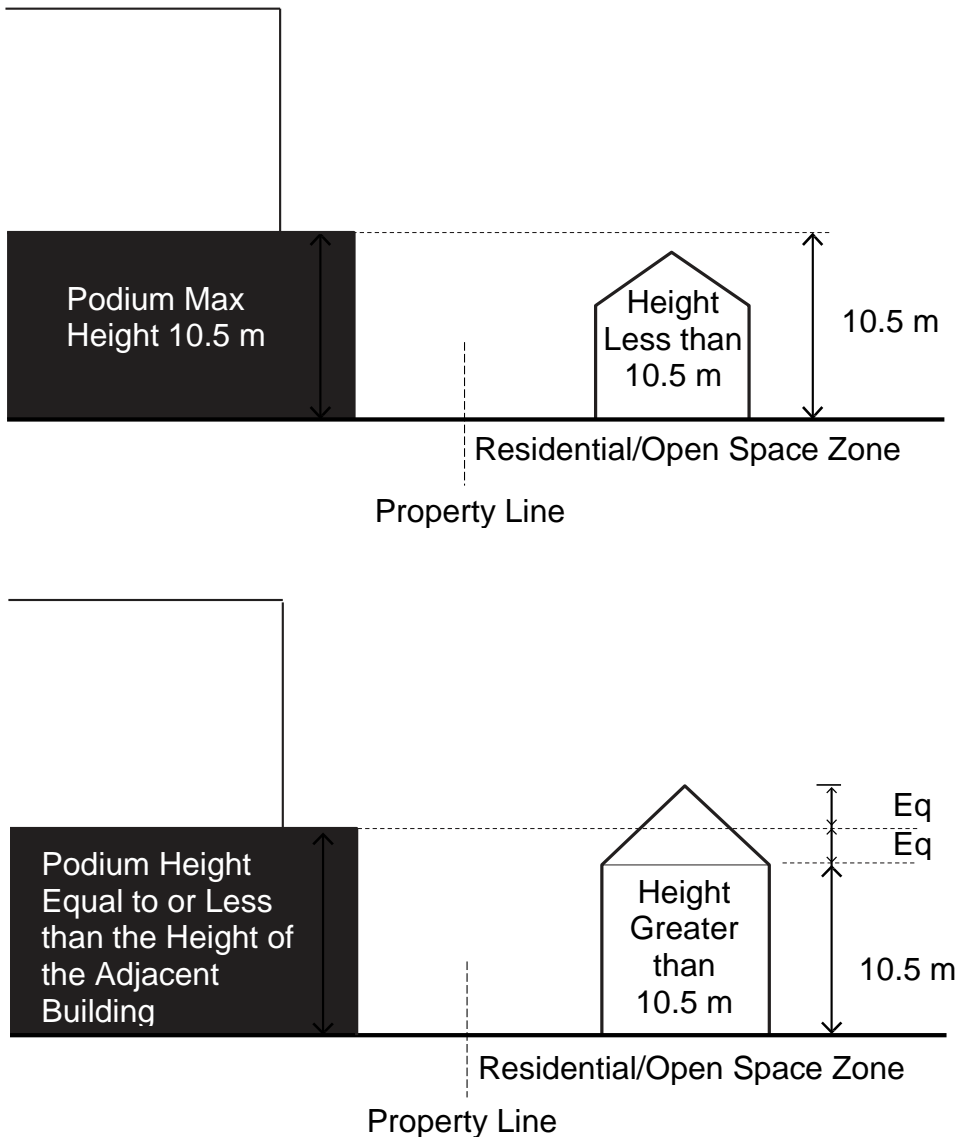 Podium Max
Height 10.5 m
Height
Less than
10.5 m
10.5 m
Residential/Open Space Zone
Property Line
Eq
Eq
Podium Height
Equal to or Less
than the Height of
the Adjacent
Building
Height
Greater
than
10.5 m
10.5 m
Residential/Open Space Zone
Property Line